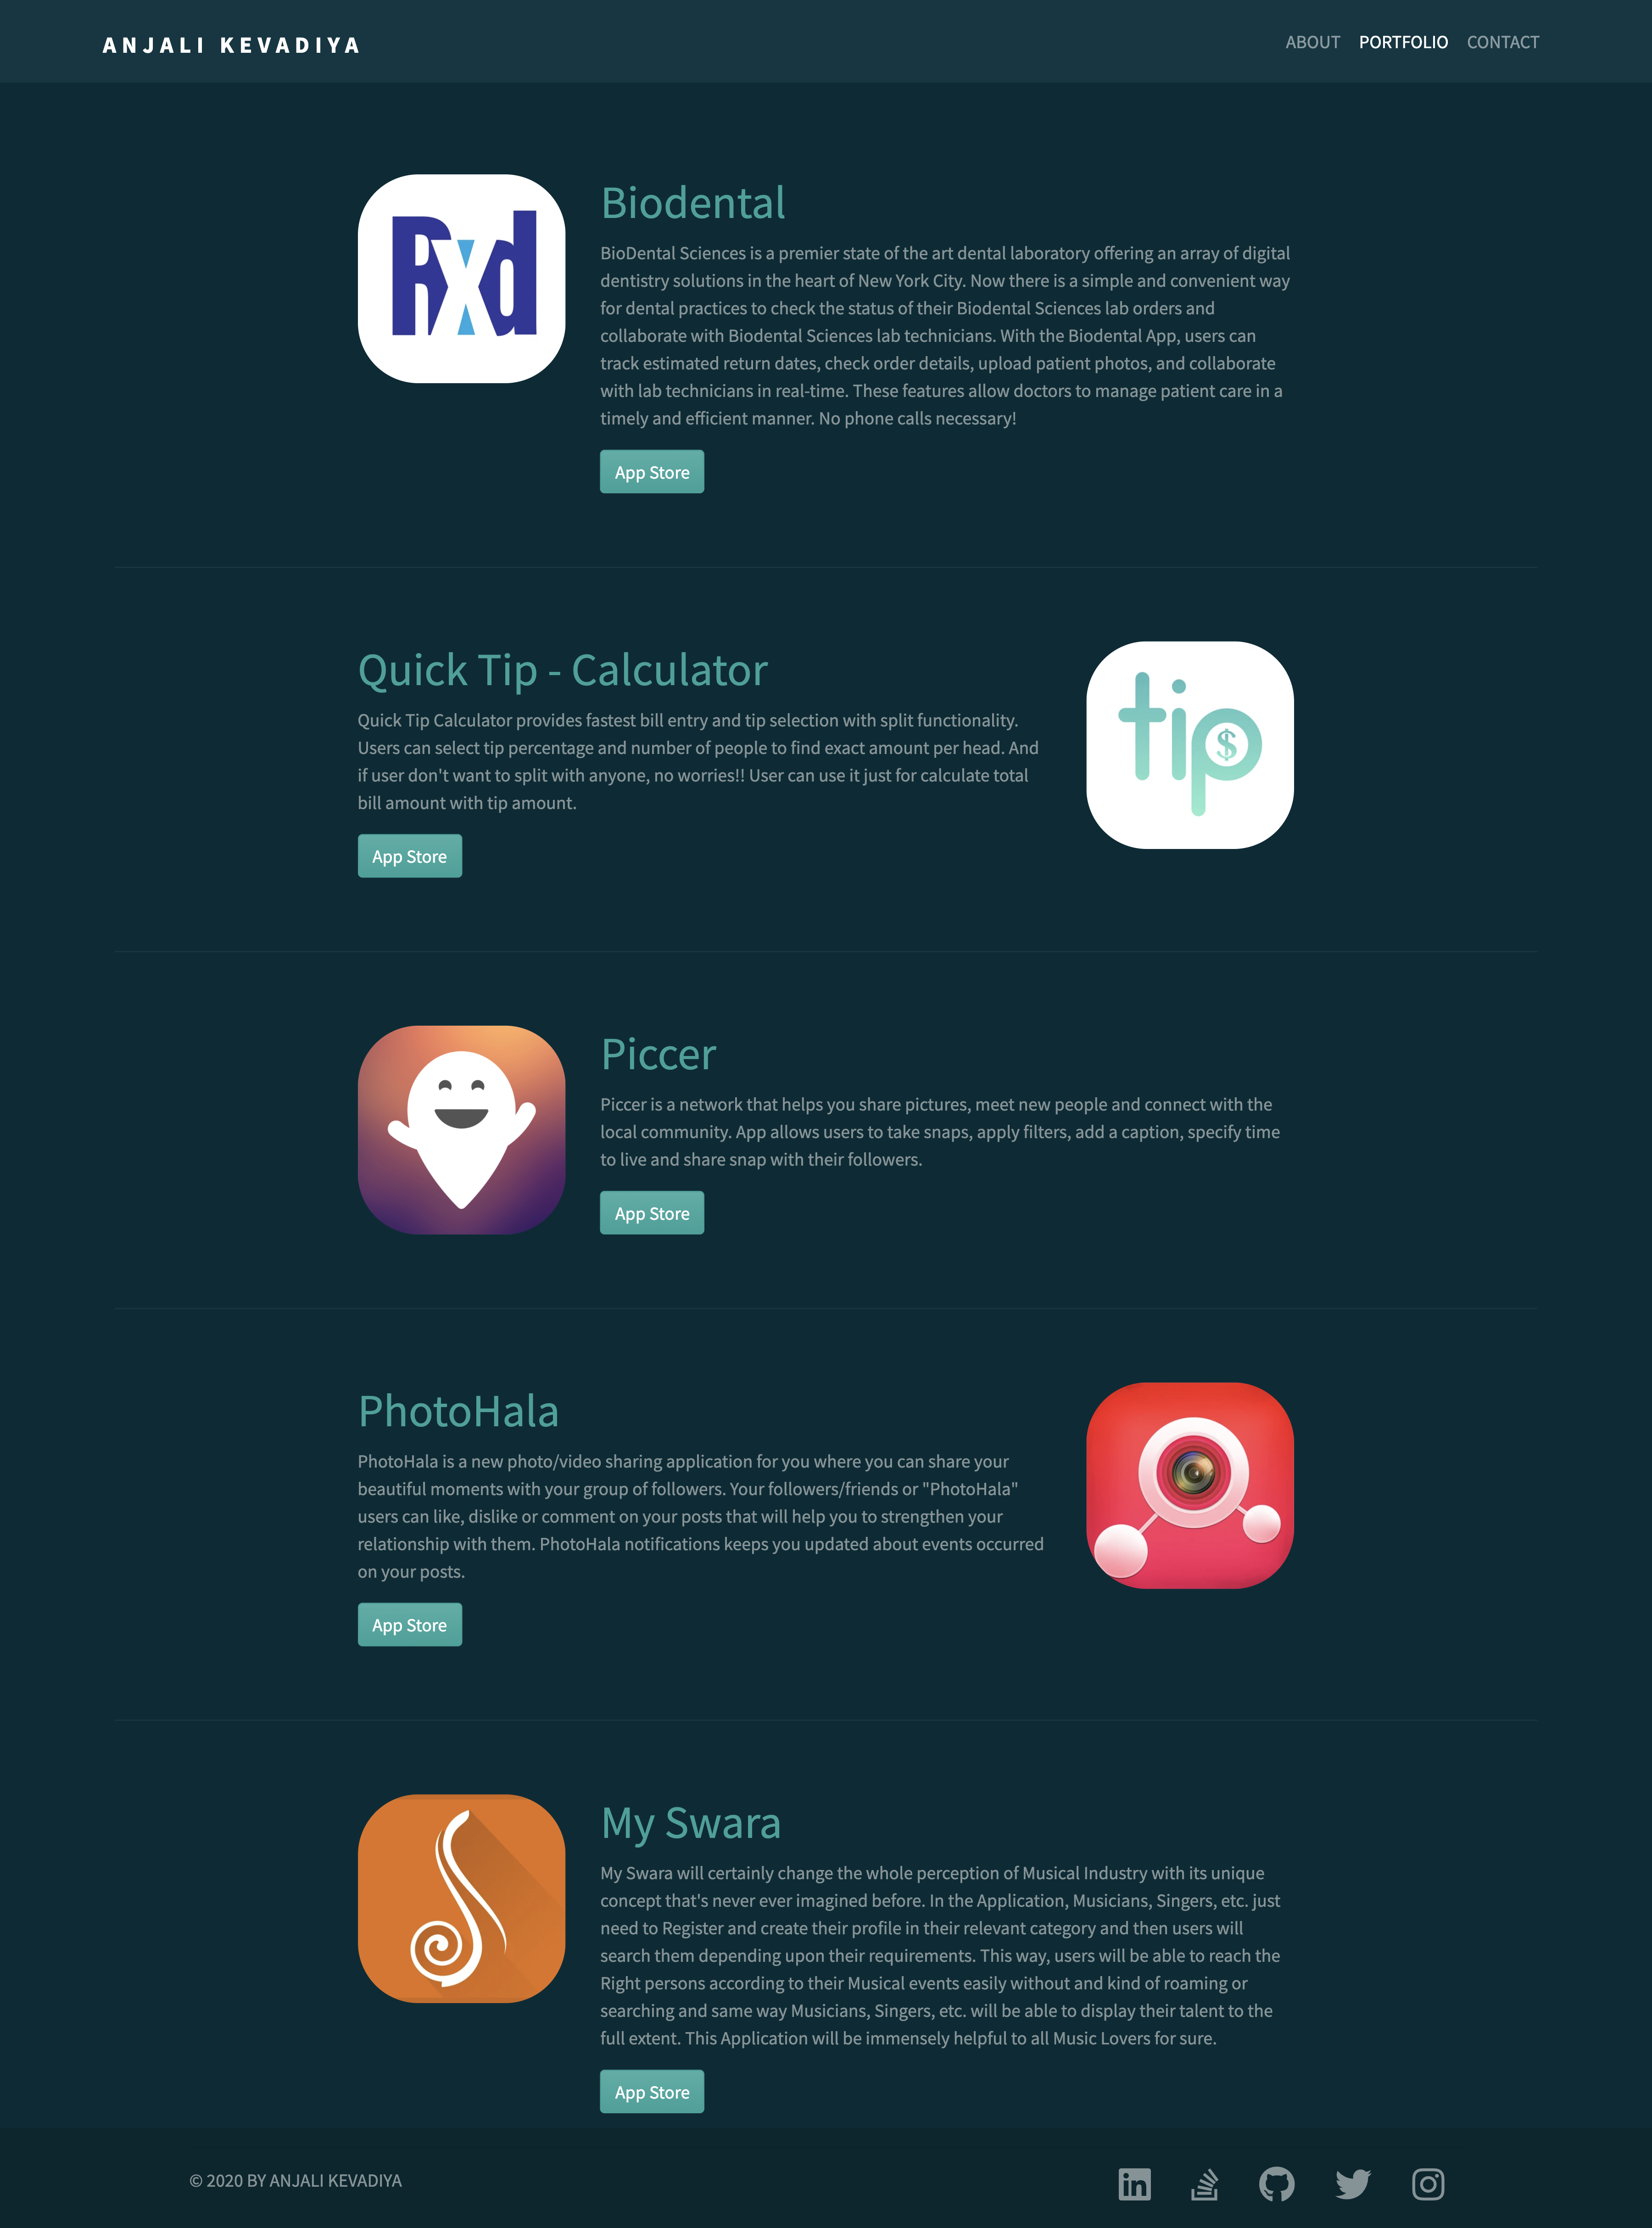 ANJALI KEVADIYA
ABOUT PORTFOLIO CONTACT
Rxd
Biodental
BioDental Sciences is a premier state of the art dental laboratory offering an array of digital
dentistry solutions in the heart of New York City. Now there is a simple and convenient way
for dental practices to check the status of their Biodental Sciences lab orders and
collaborate with Biodental Sciences lab technicians. With the Biodental App, users can
track estimated return dates, check order details, upload patient photos, and collaborate
with lab technicians in real-time. These features allow doctors to manage patient care in a
timely and efficient manner. No phone calls necessary!
App Store
Quick Tip - Calculator
Quick Tip Calculator provides fastest bill entry and tip selection with split functionality.
Users can select tip percentage and number of people to find exact amount per head. And
if user don't want to split with anyone, no worries!! User can use it just for calculate total
bill amount with tip amount.
App Store
tip
$
Piccer
Piccer is a network that helps you share pictures, meet new people and connect with the
local community. App allows users to take snaps, apply filters, add a caption, specify time
to live and share snap with their followers.
App Store
PhotoHala
PhotoHala is a new photo/video sharing application for you where you can share your
beautiful moments with your group of followers. Your followers/friends or "PhotoHala"
users can like, dislike or comment on your posts that will help you to strengthen your
relationship with them. PhotoHala notifications keeps you updated about events occurred
on your posts.
App Store
My Swara
My Swara will certainly change the whole perception of Musical Industry with its unique
concept that's never ever imagined before. In the Application, Musicians, Singers, etc. just
need to Register and create their profile in their relevant category and then users will
search them depending upon their requirements. This way, users will be able to reach the
Right persons according to their Musical events easily without and kind of roaming or
searching and same way Musicians, Singers, etc. will be able to display their talent to the
full extent. This Application will be immensely helpful to all Music Lovers for sure.
App Store
© 2020 BY ANJALI KEVADIYA
in